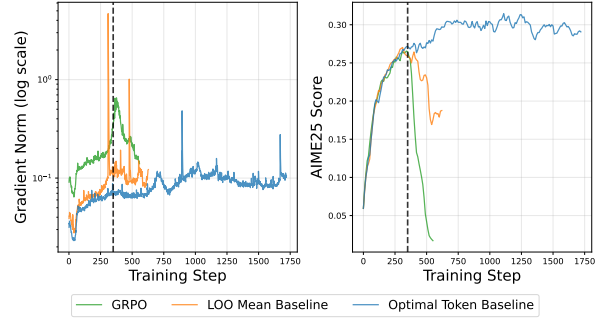 Gradient Norm (log scale)
10⁰
10⁻¹
0 250 500 750 1000 1250 1500 1750
Training Step
AIME25 Score
0.30
0.25
0.20
0.15
0.10
0.05
0 250 500 750 1000 1250 1500 1750
Training Step
GRPO LOO Mean Baseline Optimal Token Baseline